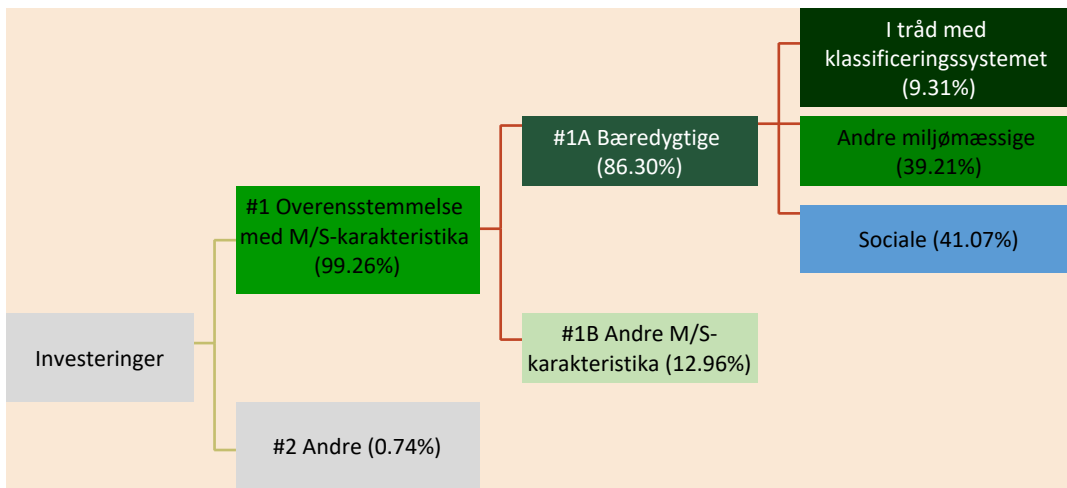 Investeringer
#1 Overensstemmelse
med M/S-karakteristika
(99.26%)
#2 Andre (0.74%)
#1A Bæredygtige
(86.30%)
#1B Andre M/S-
karakteristika (12.96%)
I tråd med
klassificeringssystemet
(9.31%)
Andre miljømæssige
(39.21%)
Sociale (41.07%)